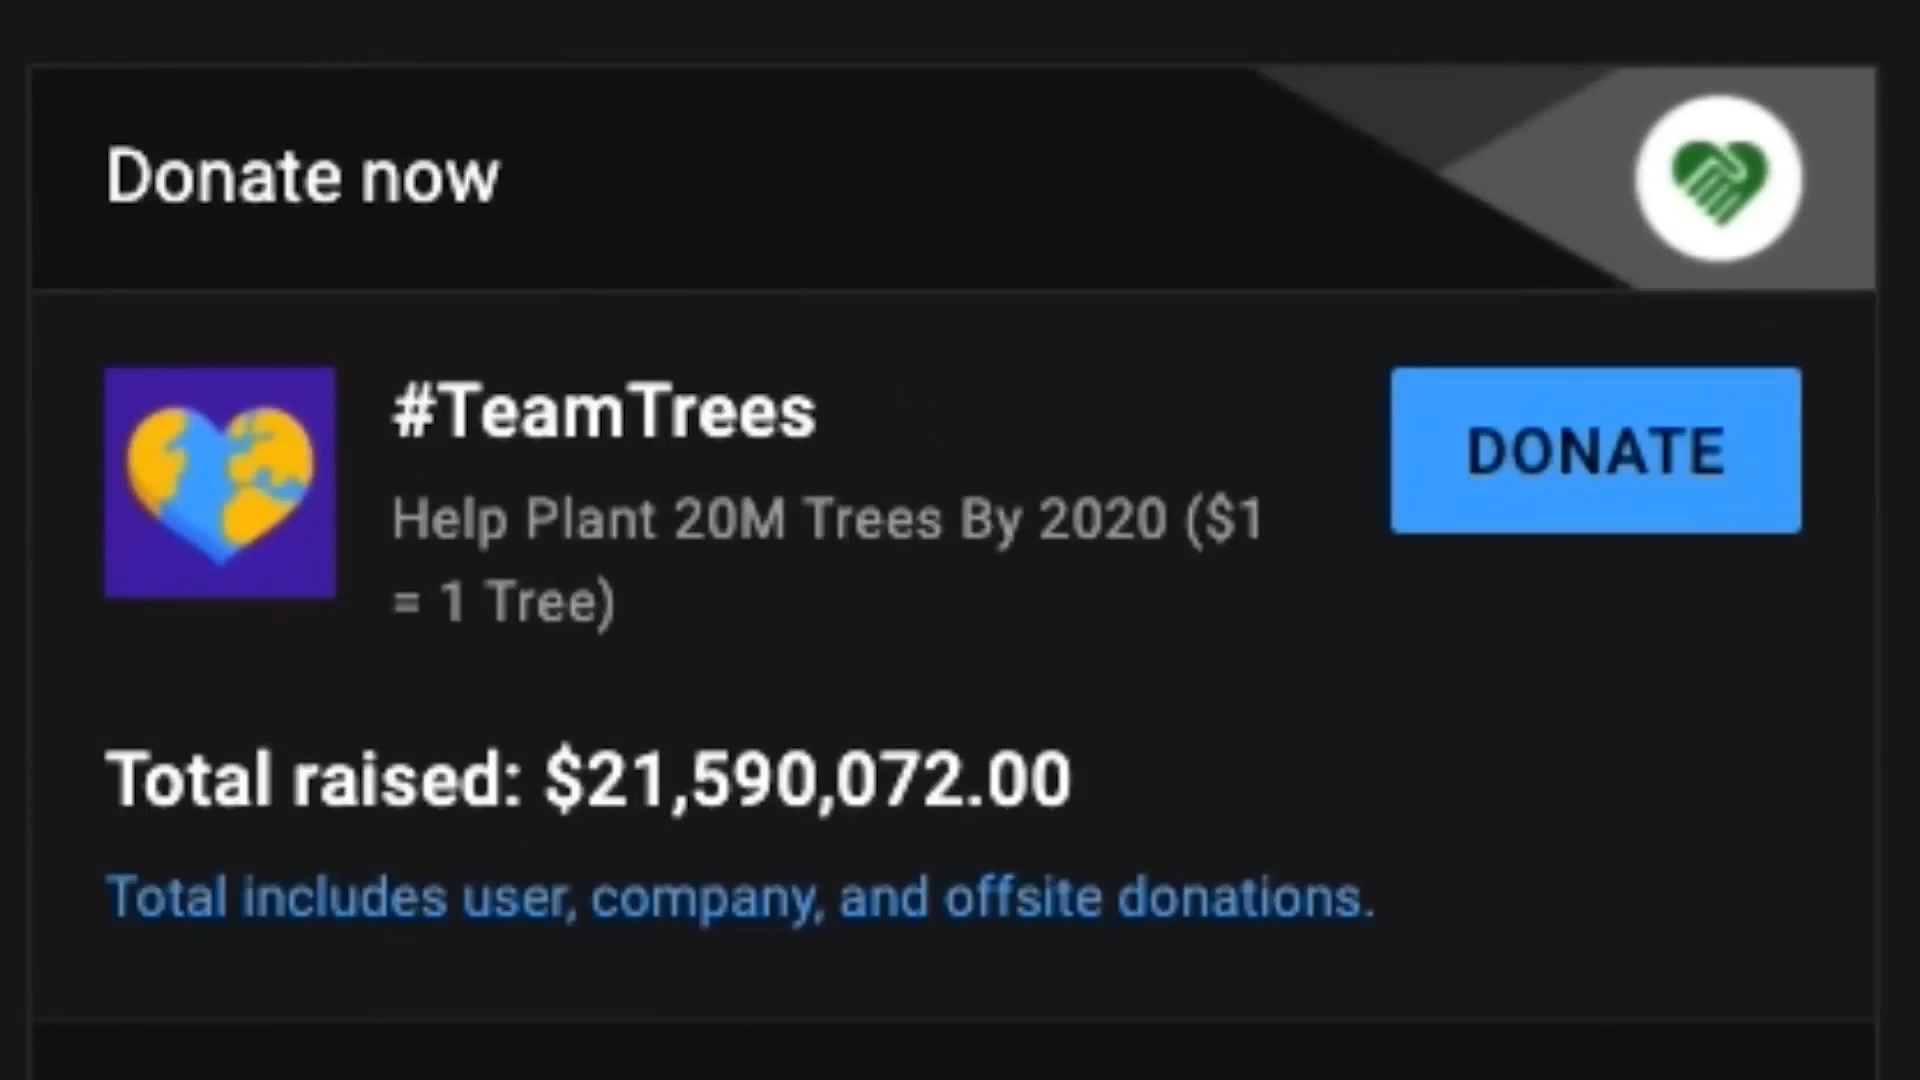 Donate now
#TeamTrees
DONATE
Help Plant 20M Trees By 2020 ($1
= 1 Tree)
Total raised: $21,590,072.00
Total includes user, company, and offsite donations.